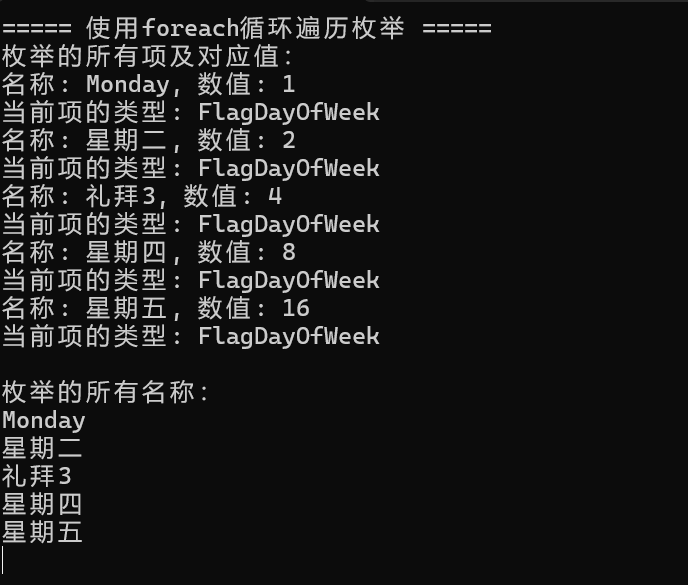 ===== 使用foreach循环遍历枚举 =====
枚举的所有项及对应值:
名称: Monday, 数值: 1
当前项的类型: FlagDayOfWeek
名称: 星期二, 数值: 2
当前项的类型: FlagDayOfWeek
名称: 礼拜3, 数值: 4
当前项的类型: FlagDayOfWeek
名称: 星期四, 数值: 8
当前项的类型: FlagDayOfWeek
名称: 星期五, 数值: 16
当前项的类型: FlagDayOfWeek
枚举的所有名称:
Monday
星期二
礼拜3
星期四
星期五